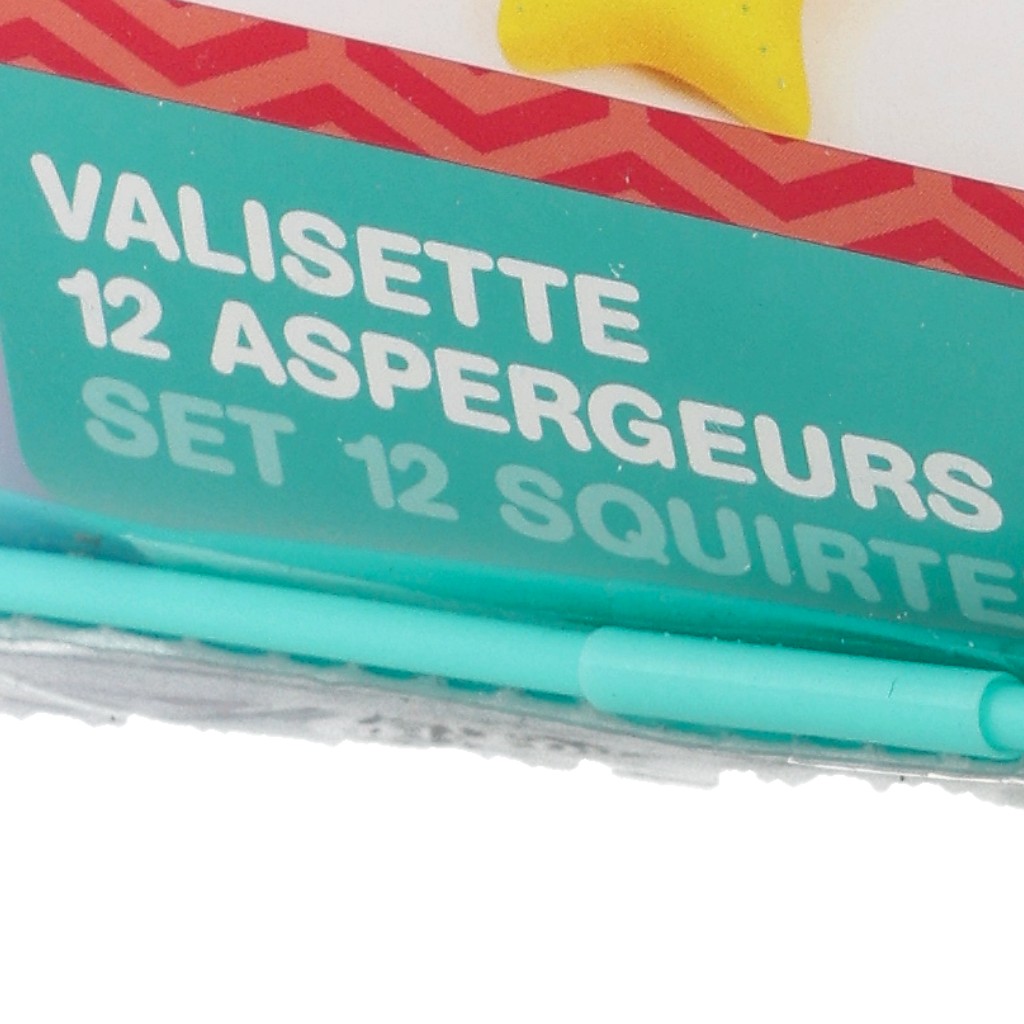 VALISETTE
12 ASPERGEURS
SET 12 SQUIRTE